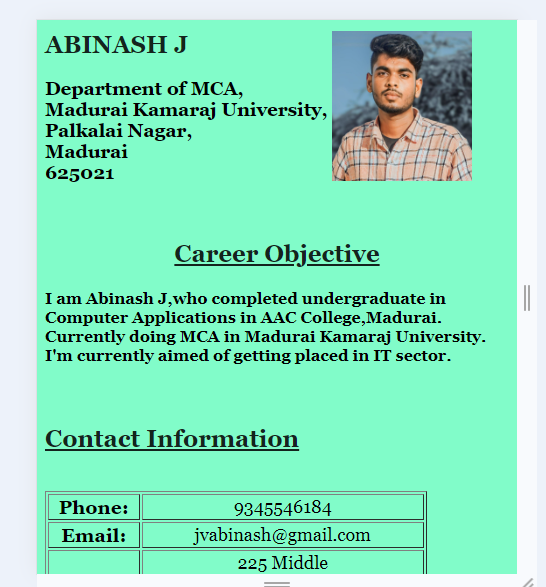 ABINASH J
Department of MCA,
Madurai Kamaraj University,
Palkalai Nagar,
Madurai
625021
Career Objective
I am Abinash J,who completed undergraduate in
Computer Applications in AAC College,Madurai.
Currently doing MCA in Madurai Kamaraj University.
I'm currently aimed of getting placed in IT sector.
Contact Information
Phone: 9345546184
Email: jvabinash@gmail.com
225 Middle